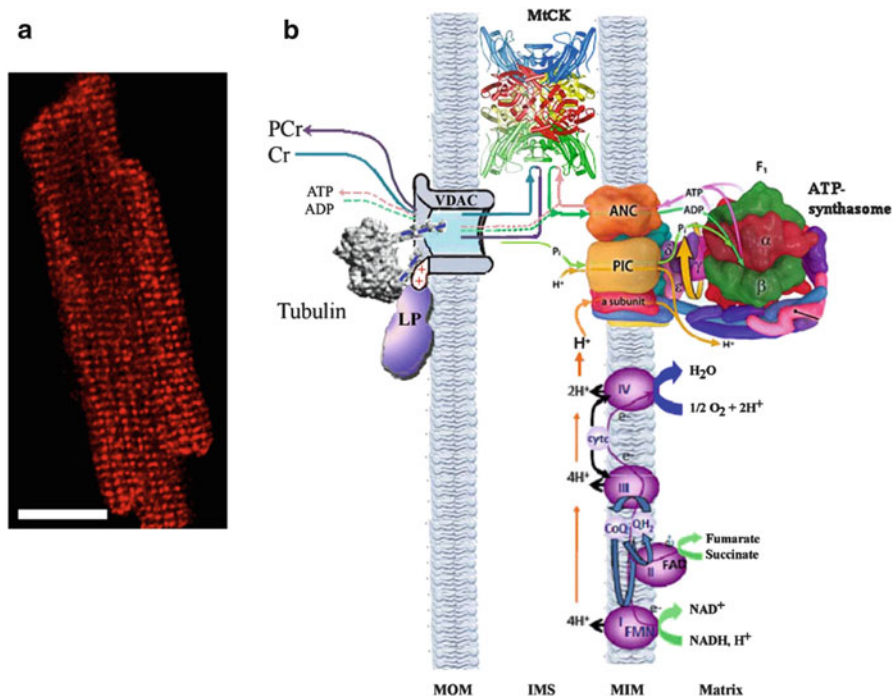 a
b
MtCK
PCr
Cr
ATP
ADP
VDAC
Tubulin
LP
Pi
H⁺
ANC
PIC
a subunit
ATP
ADP
Pi
F₁
ATP-
synthasome
α
β
δ
γ
ε
H⁺
H⁺
2H⁺
IV
e⁻
H₂O
1/2 O₂ + 2H⁺
cytc
e⁻
4H⁺
III
CoQ
QH₂
II
FAD
Fumarate
Succinate
4H⁺
I
FMN
e⁻
NAD⁺
NADH, H⁺
MOM
IMS
MIM
Matrix